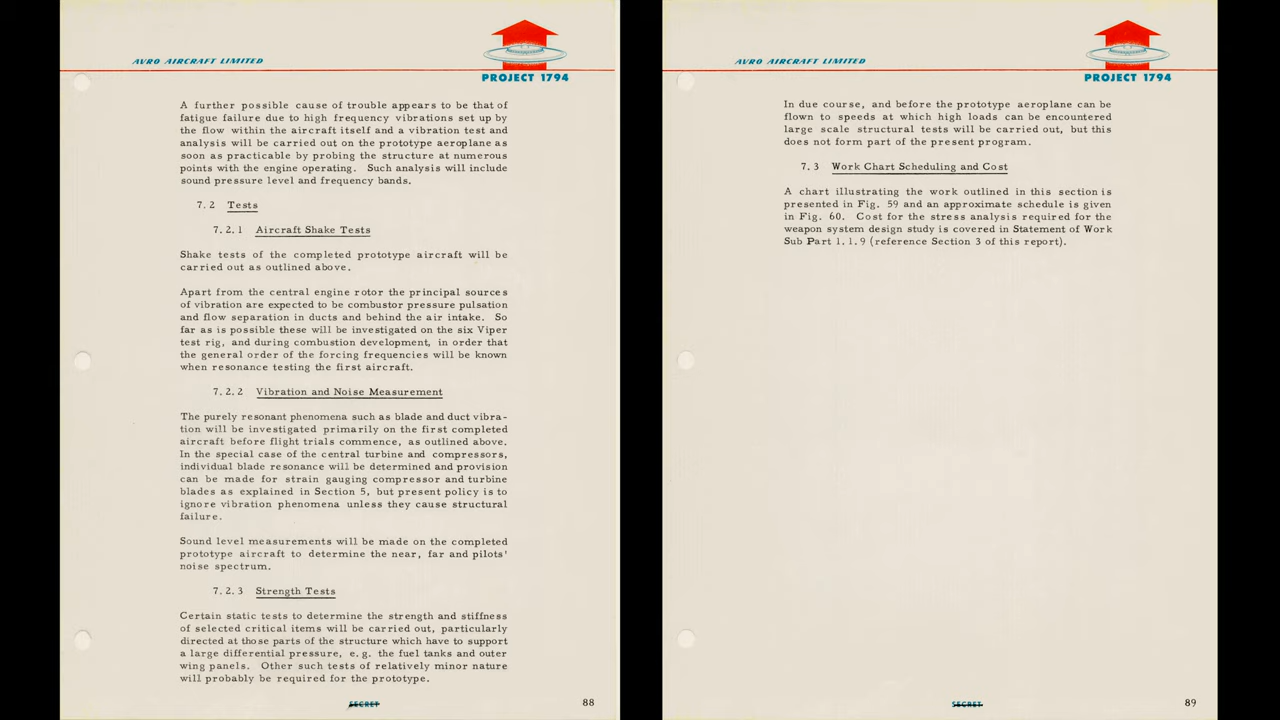 AVRO AIRCRAFT LIMITED
PROJECT 1794
A further possible cause of trouble appears to be that of
fatigue failure due to high frequency vibrations set up by
the flow within the aircraft itself and a vibration test and
analysis will be carried out on the prototype aeroplane as
soon as practicable by probing the structure at numerous
points with the engine operating. Such analysis will include
sound pressure level and frequency bands.
7.2 Tests
7.2.1 Aircraft Shake Tests
Shake tests of the completed prototype aircraft will be
carried out as outlined above.
Apart from the central engine rotor the principal sources
of vibration are expected to be combustor pressure pulsation
and flow separation in ducts and behind the air intake. So
far as is possible these will be investigated on the six Viper
test rig, and during combustion development, in order that
the general order of the forcing frequencies will be known
when resonance testing the first aircraft.
7.2.2 Vibration and Noise Measurement
The purely resonant phenomena such as blade and duct vibra-
tion will be investigated primarily on the first completed
aircraft before flight trials commence, as outlined above.
In the special case of the central turbine and compressors,
individual blade resonance will be determined and provision
can be made for strain gauging compressor and turbine
blades as explained in Section 5, but present policy is to
ignore vibration phenomena unless they cause structural
failure.
Sound level measurements will be made on the completed
prototype aircraft to determine the near, far and pilots'
noise spectrum.
7.2.3 Strength Tests
Certain static tests to determine the strength and stiffness
of selected critical items will be carried out, particularly
directed at those parts of the structure which have to support
a large differential pressure, e.g. the fuel tanks and outer
wing panels. Other such tests of relatively minor nature
will probably be required for the prototype.
SECRET
88
AVRO AIRCRAFT LIMITED
PROJECT 1794
In due course, and before the prototype aeroplane can be
flown to speeds at which high loads can be encountered
large scale structural tests will be carried out, but this
does not form part of the present program.
7.3 Work Chart Scheduling and Cost
A chart illustrating the work outlined in this section is
presented in Fig. 59 and an approximate schedule is given
in Fig. 60. Cost for the stress analysis required for the
weapon system design study is covered in Statement of Work
Sub Part 1.1.9 (reference Section 3 of this report).
SECRET
89